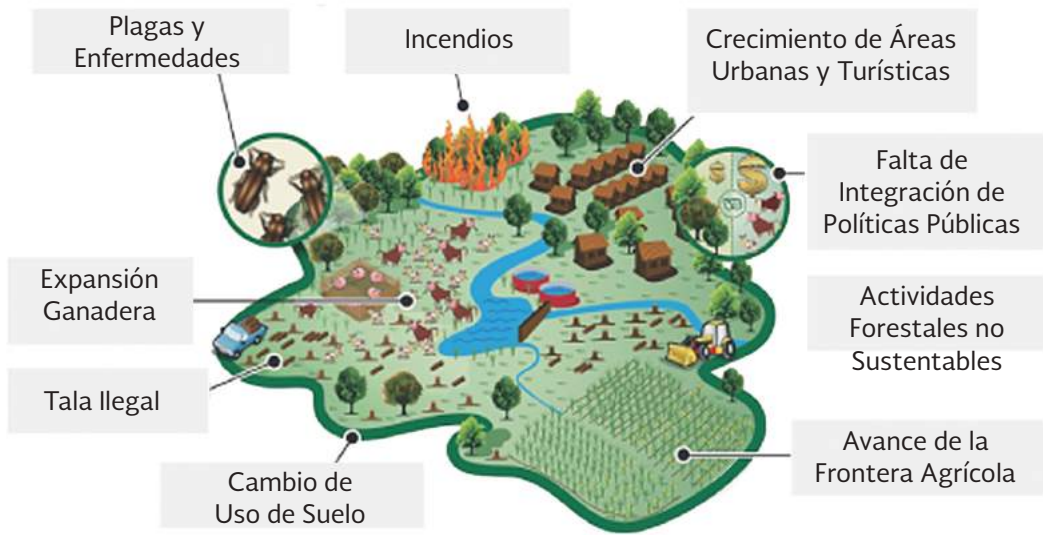 Plagas y
Enfermedades
Incendios
Crecimiento de Áreas
Urbanas y Turísticas
Falta de
Integración de
Políticas Públicas
Expansión
Ganadera
Actividades
Forestales no
Sustentables
Tala Ilegal
Avance de la
Frontera Agrícola
Cambio de
Uso de Suelo